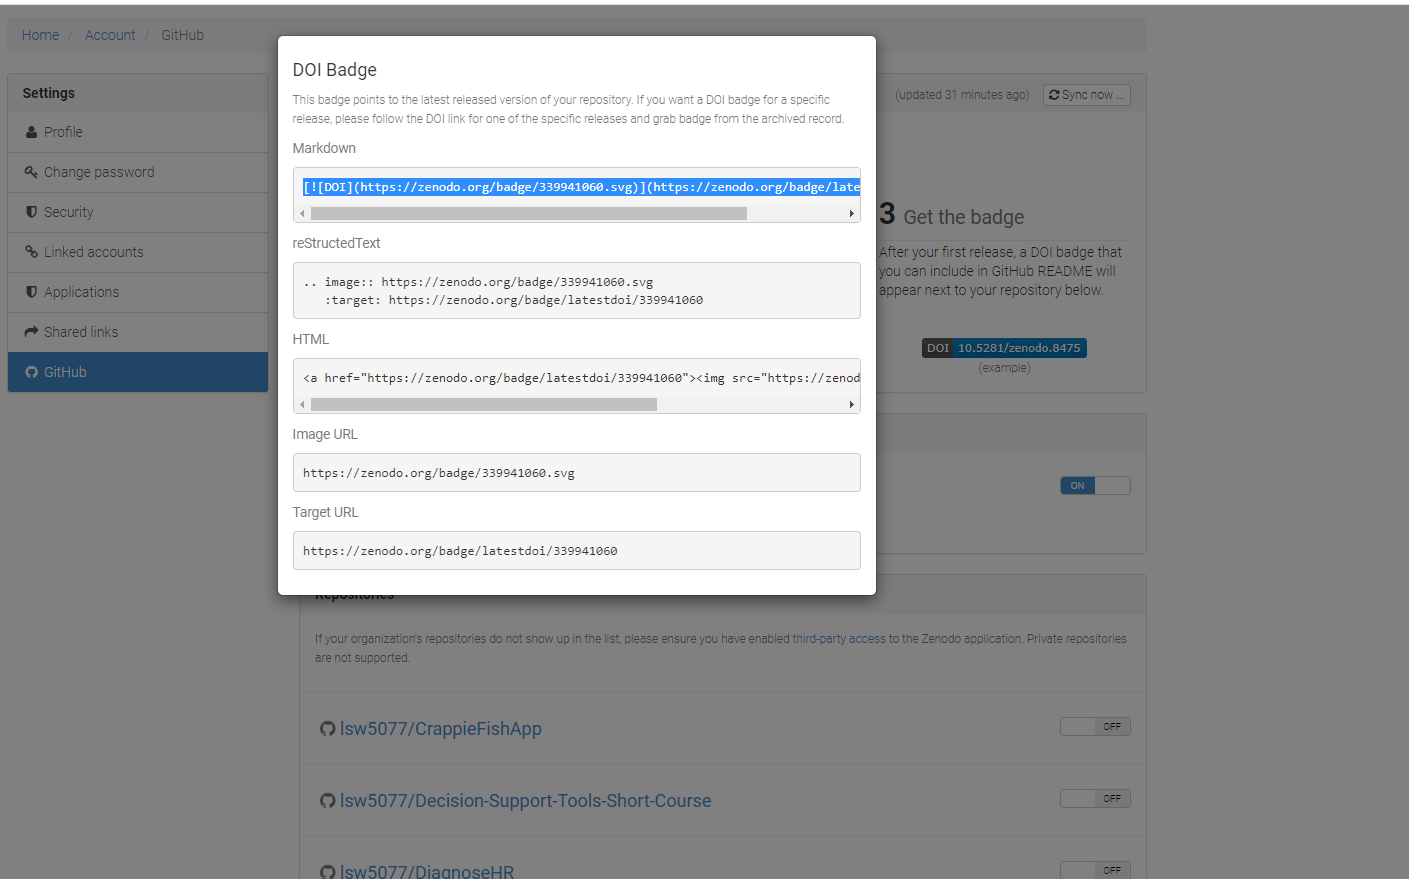 Home / Account / GitHub
Settings
Profile
Change password
Security
Linked accounts
Applications
Shared links
GitHub
DOI Badge
This badge points to the latest released version of your repository. If you want a DOI badge for a specific
release, please follow the DOI link for one of the specific releases and grab badge from the archived record.
Markdown
[![DOI](https://zenodo.org/badge/339941060.svg)](https://zenodo.org/badge/late
reStructedText
.. image:: https://zenodo.org/badge/339941060.svg
:target: https://zenodo.org/badge/latestdoi/339941060
HTML
<a href="https://zenodo.org/badge/latestdoi/339941060"><img src="https://zenod
Image URL
https://zenodo.org/badge/339941060.svg
Target URL
https://zenodo.org/badge/latestdoi/339941060
(updated 31 minutes ago) Sync now ...
3 Get the badge
After your first release, a DOI badge that
you can include in GitHub README will
appear next to your repository below.
DOI 10.5281/zenodo.8475
(example)
ON
Repositories
If your organization's repositories do not show up in the list, please ensure you have enabled third-party access to the Zenodo application. Private repositories
are not supported.
lsw5077/CrappieFishApp OFF
lsw5077/Decision-Support-Tools-Short-Course OFF
lsw5077/DiagnoseHR OFF